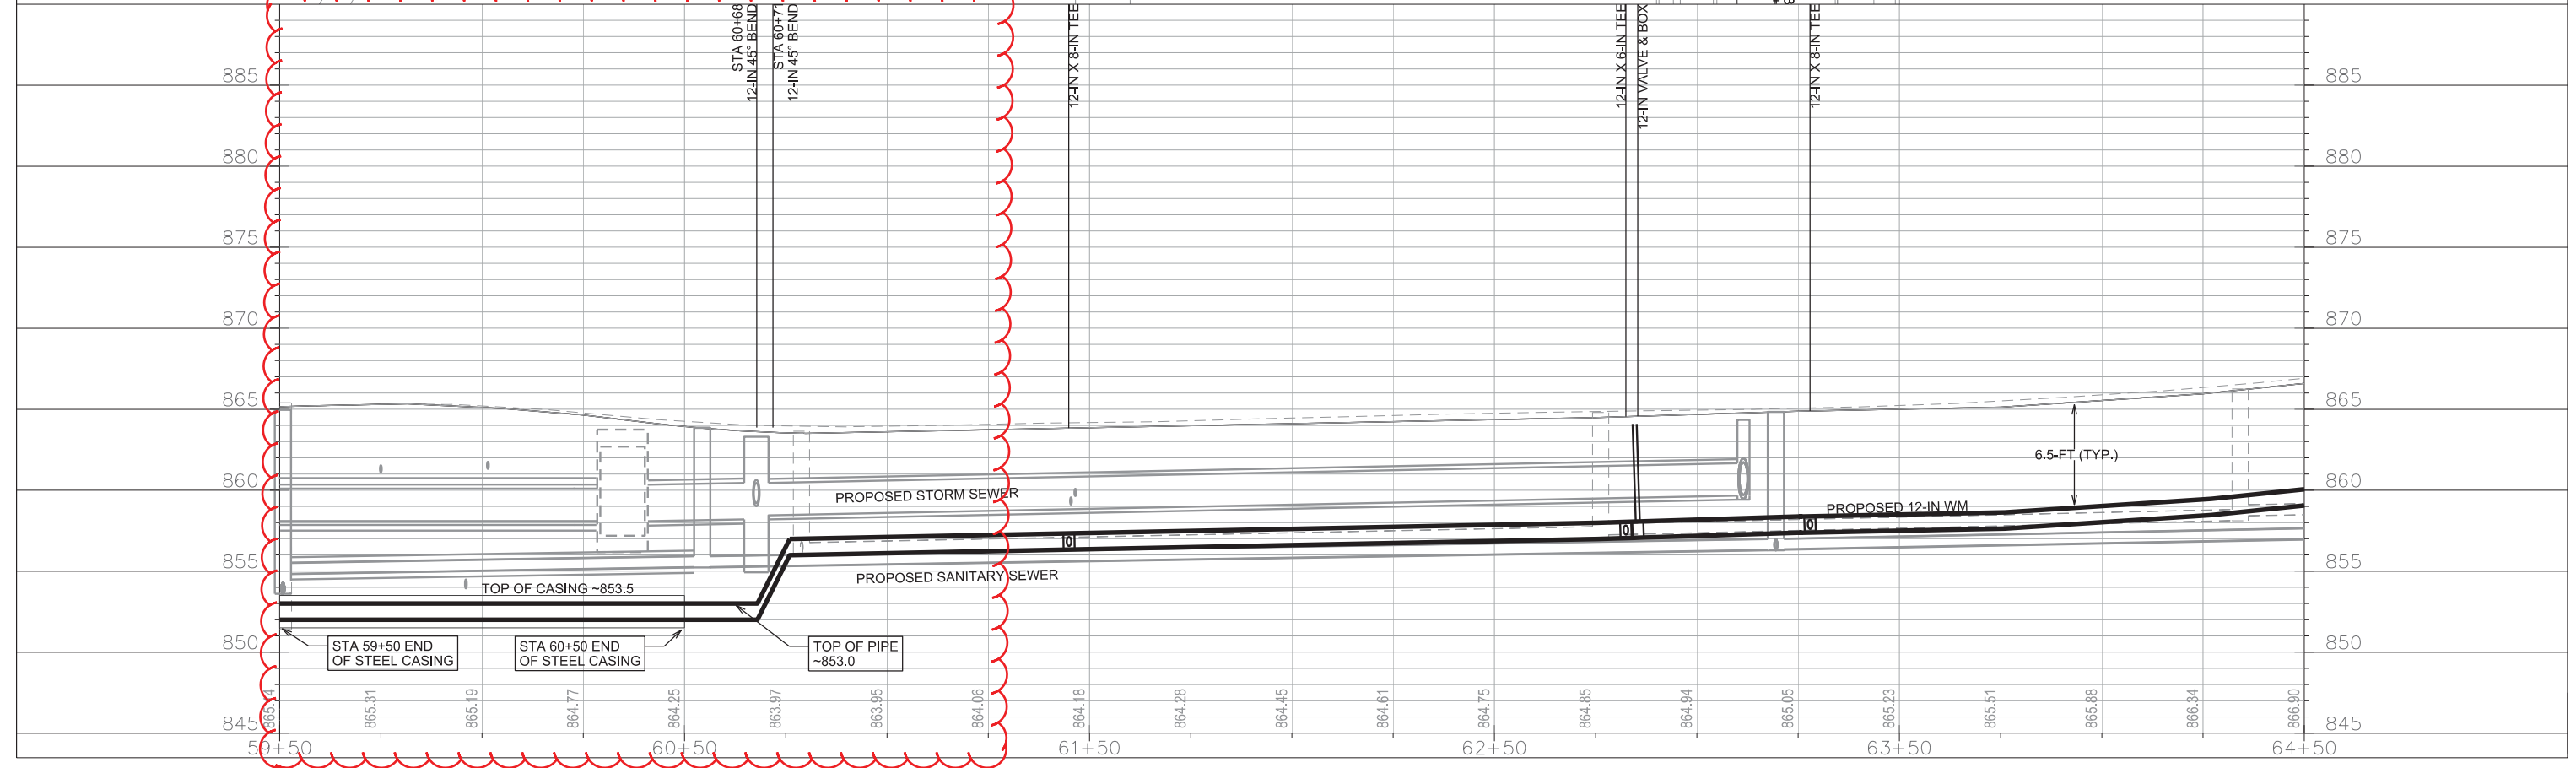 STA 60+68
12-IN 45° BEND
STA 60+71
12-IN 45° BEND
12-IN X 8-IN TEE
12-IN X 6-IN TEE
12-IN VALVE & BOX
12-IN X 8-IN TEE
885
885
880
880
875
875
870
870
865
865
6.5-FT (TYP.)
860
PROPOSED STORM SEWER
PROPOSED 12-IN WM
860
855
PROPOSED SANITARY SEWER
855
TOP OF CASING ~853.5
850
STA 59+50 END
OF STEEL CASING
STA 60+50 END
OF STEEL CASING
TOP OF PIPE
~853.0
850
865.31
865.19
864.77
864.25
863.97
863.95
864.06
864.18
864.28
864.45
864.61
864.75
864.85
864.94
865.05
865.23
865.51
865.88
866.34
866.90
845
845
59+50
60+50
61+50
62+50
63+50
64+50